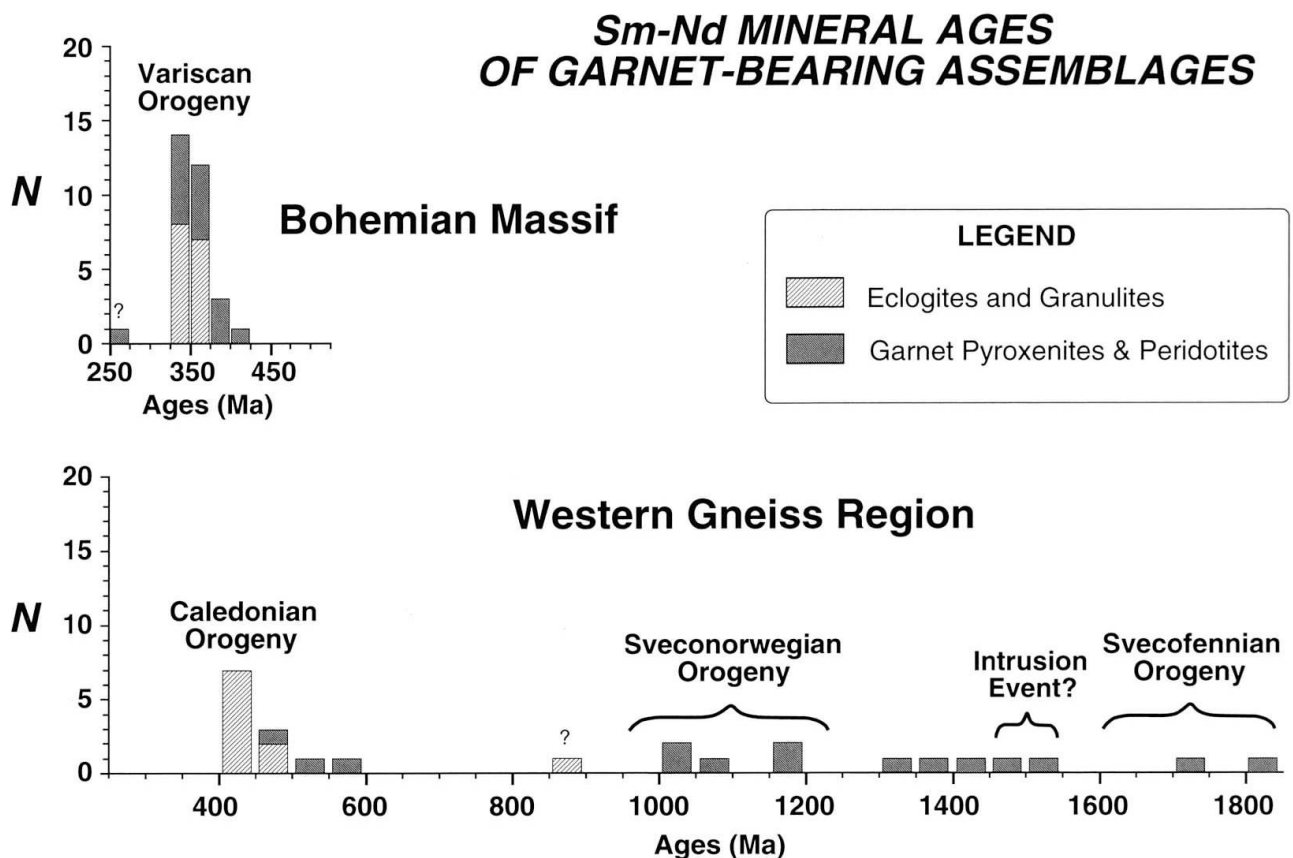 Sm-Nd MINERAL AGES
OF GARNET-BEARING ASSEMBLAGES
20
15
10
5
0
N
Variscan
Orogeny
?
Bohemian Massif
250 350 450
Ages (Ma)
LEGEND
Eclogites and Granulites
Garnet Pyroxenites & Peridotites
Western Gneiss Region
20
15
10
5
0
N
Caledonian
Orogeny
?
Sveconorwegian
Orogeny
Intrusion
Event?
Svecofennian
Orogeny
400 600 800 1000 1200 1400 1600 1800
Ages (Ma)